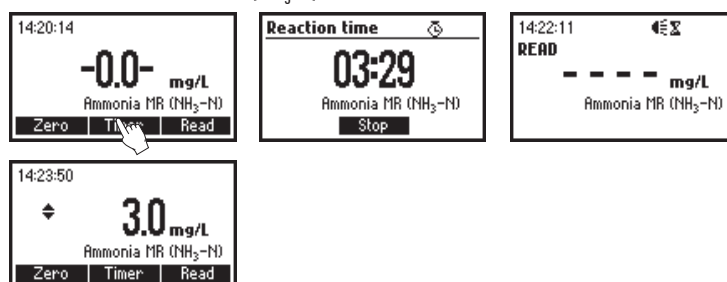 14:20:14
-0.0- mg/L
Ammonia MR (NH₃-N)
Zero Timer Read
Reaction time
03:29
Ammonia MR (NH₃-N)
Stop
14:22:11
READ
- - - - mg/L
Ammonia MR (NH₃-N)
14:23:50
3.0 mg/L
Ammonia MR (NH₃-N)
Zero Timer Read